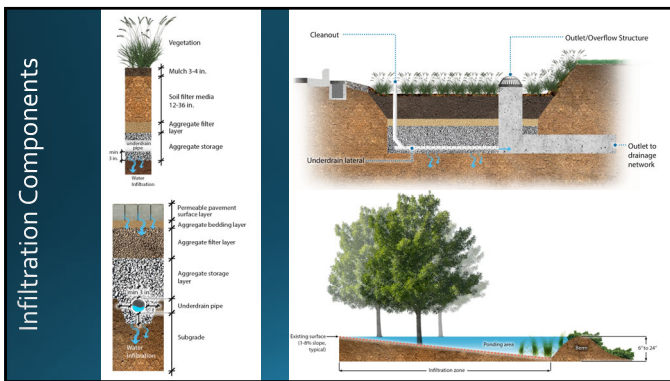 Infiltration Components
Vegetation
Mulch 3-4 in.
Soil filter media
12-36 in.
Aggregate filter
layer
underdrain
pipe
Aggregate storage
min
3 in.
Water
Infiltration
Permeable pavement
surface layer
Aggregate bedding layer
Aggregate filter layer
Aggregate storage
layer
min 3 in.
Underdrain pipe
Subgrade
Water
Infiltration
Cleanout
Outlet/Overflow Structure
Underdrain lateral
Outlet to
drainage
network
Existing surface
(1-8% slope,
typical)
Ponding area
Berm
6" to 24"
Infiltration zone